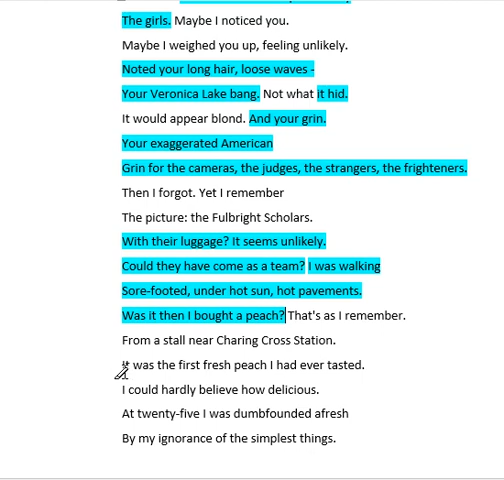 The girls. Maybe I noticed you.
Maybe I weighed you up, feeling unlikely.
Noted your long hair, loose waves -
Your Veronica Lake bang. Not what it hid.
It would appear blond. And your grin.
Your exaggerated American
Grin for the cameras, the judges, the strangers, the frighteners.
Then I forgot. Yet I remember
The picture: the Fulbright Scholars.
With their luggage? It seems unlikely.
Could they have come as a team? I was walking
Sore-footed, under hot sun, hot pavements.
Was it then I bought a peach? That's as I remember.
From a stall near Charing Cross Station.
It was the first fresh peach I had ever tasted.
I could hardly believe how delicious.
At twenty-five I was dumbfounded afresh
By my ignorance of the simplest things.